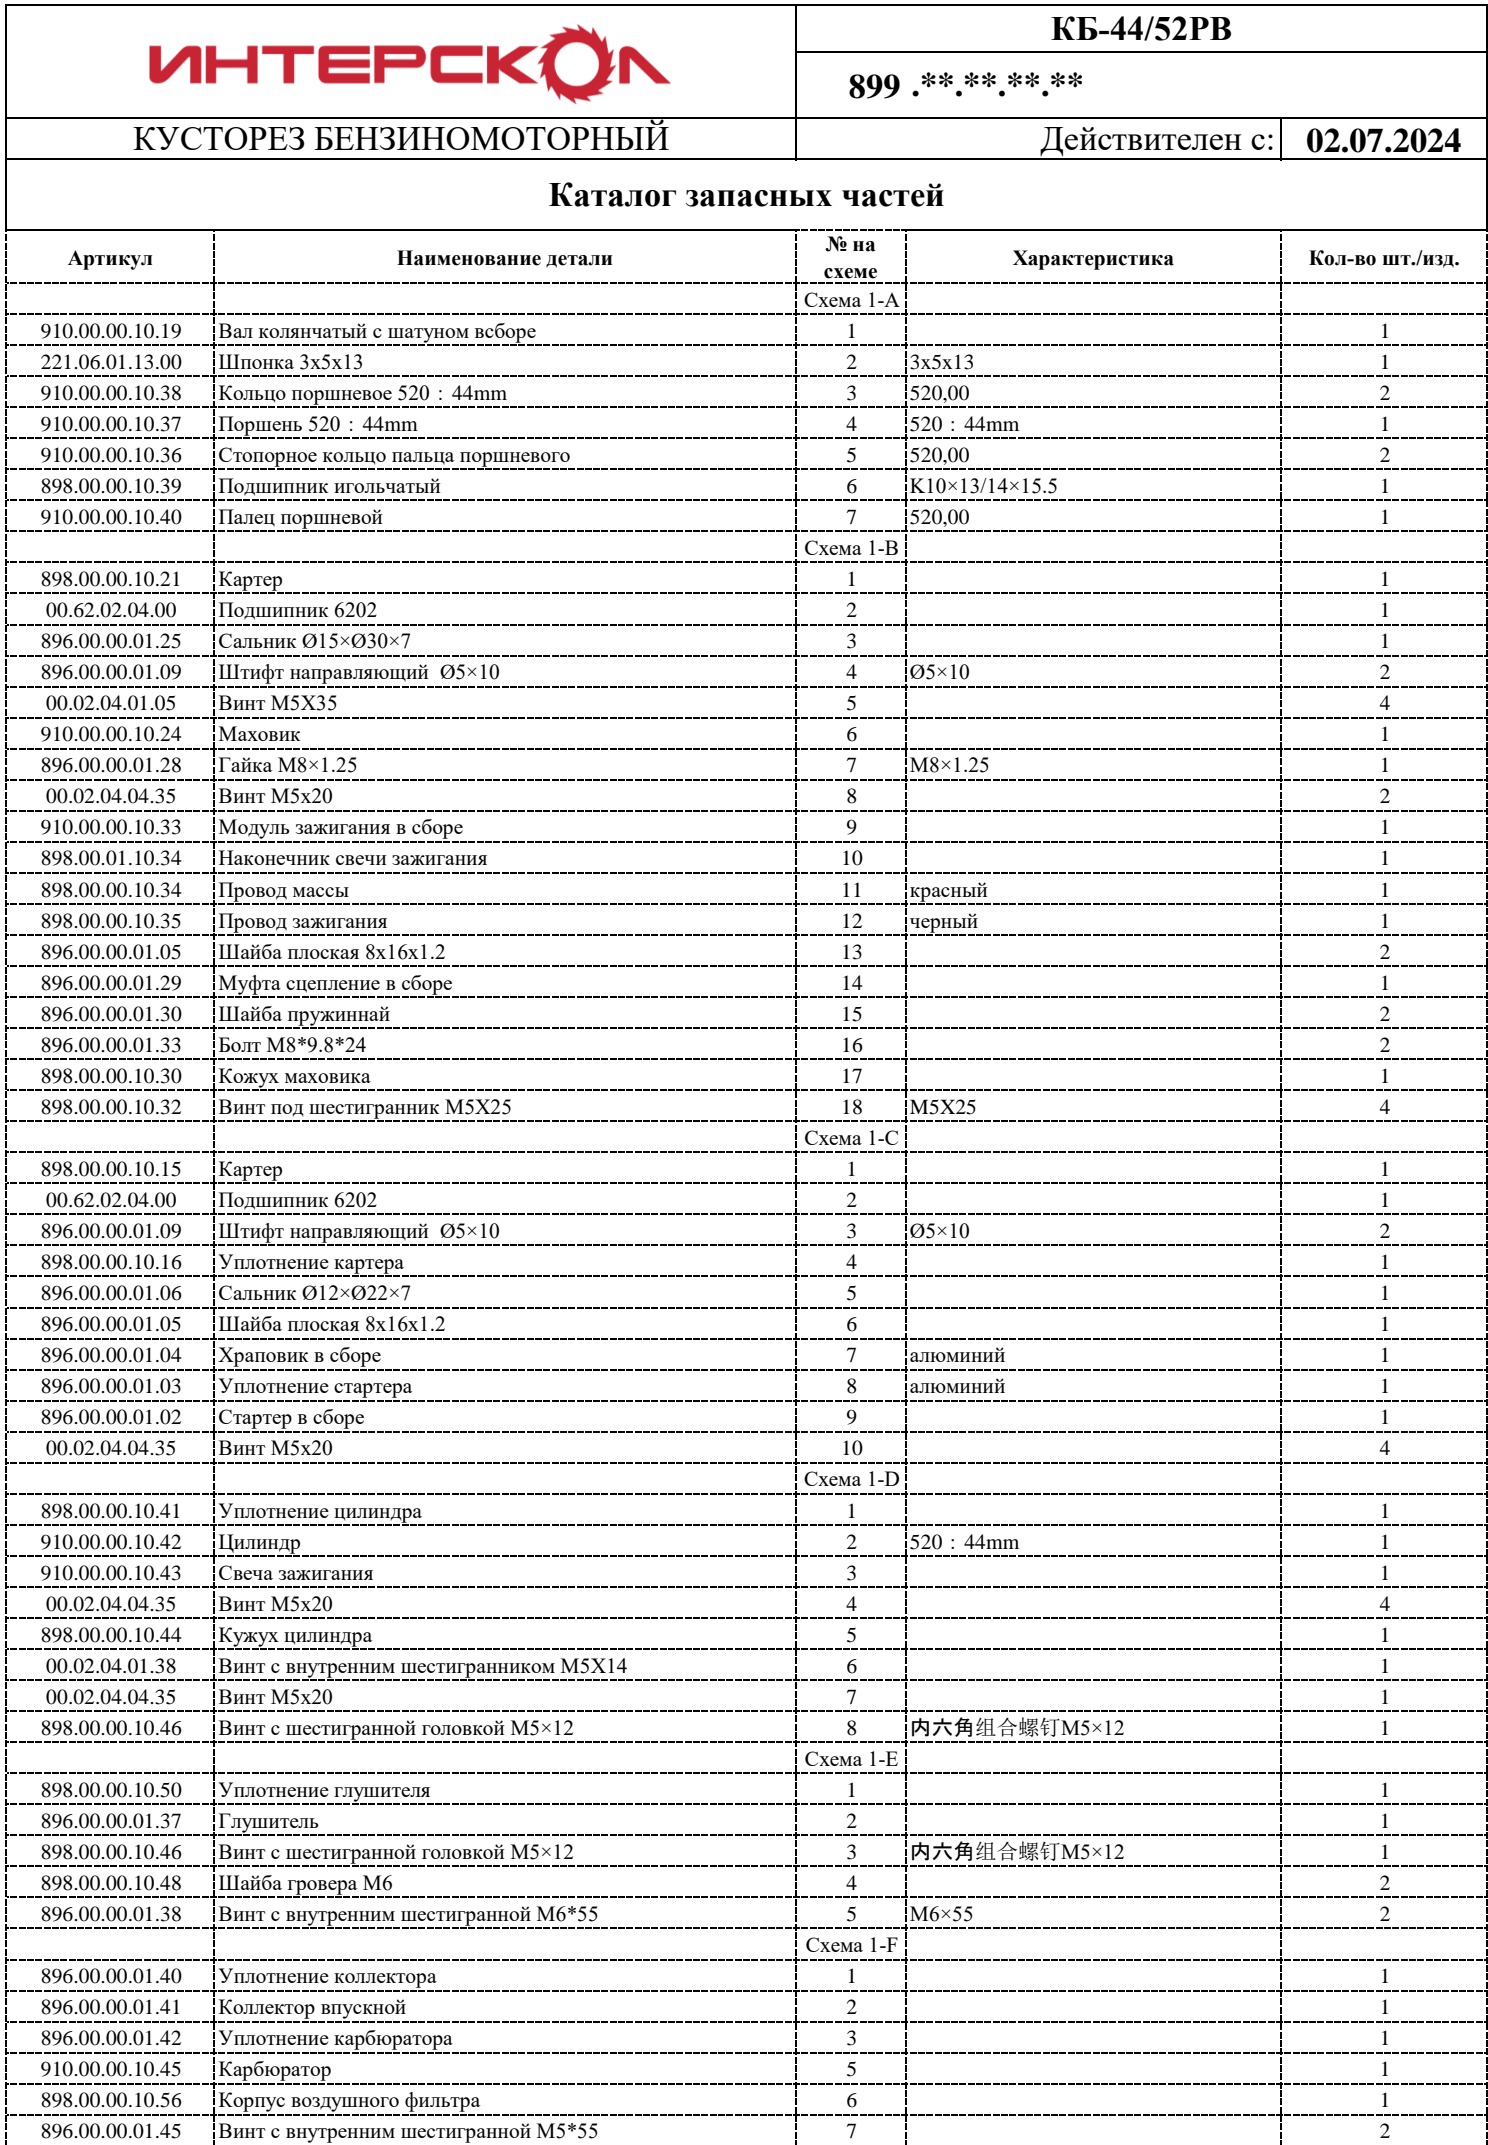 ИНТЕРСКОЛ
КБ-44/52РВ
899 .**.**.**.**
КУСТОРЕЗ БЕНЗИНОМОТОРНЫЙ Действителен с: 02.07.2024
Каталог запасных частей
Артикул Наименование детали № на схеме Характеристика Кол-во шт./изд.
Схема 1-A
910.00.00.10.19 Вал колянчатый с шатуном всборе 1 1
221.06.01.13.00 Шпонка 3x5x13 2 3x5x13 1
910.00.00.10.38 Кольцо поршневое 520：44mm 3 520,00 2
910.00.00.10.37 Поршень 520：44mm 4 520：44mm 1
910.00.00.10.36 Стопорное кольцо пальца поршневого 5 520,00 2
898.00.00.10.39 Подшипник игольчатый 6 K10×13/14×15.5 1
910.00.00.10.40 Палец поршневой 7 520,00 1
Схема 1-B
898.00.00.10.21 Картер 1 1
00.62.02.04.00 Подшипник 6202 2 1
896.00.00.01.25 Сальник Ø15×Ø30×7 3 1
896.00.00.01.09 Штифт направляющий  Ø5×10 4 Ø5×10 2
00.02.04.01.05 Винт M5X35 5 4
910.00.00.10.24 Маховик 6 1
896.00.00.01.28 Гайка M8×1.25 7 M8×1.25 1
00.02.04.04.35 Винт M5x20 8 2
910.00.00.10.33 Модуль зажигания в сборе 9 1
898.00.01.10.34 Наконечник свечи зажигания 10 1
898.00.00.10.34 Провод массы 11 красный 1
898.00.00.10.35 Провод зажигания 12 черный 1
896.00.00.01.05 Шайба плоская 8x16x1.2 13 2
896.00.00.01.29 Муфта сцепление в сборе 14 1
896.00.00.01.30 Шайба пружиннай 15 2
896.00.00.01.33 Болт M8*9.8*24 16 2
898.00.00.10.30 Кожух маховика 17 1
898.00.00.10.32 Винт под шестигранник M5X25 18 M5X25 4
Схема 1-C
898.00.00.10.15 Картер 1 1
00.62.02.04.00 Подшипник 6202 2 1
896.00.00.01.09 Штифт направляющий  Ø5×10 3 Ø5×10 2
898.00.00.10.16 Уплотнение картера 4 1
896.00.00.01.06 Сальник Ø12×Ø22×7 5 1
896.00.00.01.05 Шайба плоская 8x16x1.2 6 1
896.00.00.01.04 Храповик в сборе 7 алюминий 1
896.00.00.01.03 Уплотнение стартера 8 алюминий 1
896.00.00.01.02 Стартер в сборе 9 1
00.02.04.04.35 Винт M5x20 10 4
Схема 1-D
898.00.00.10.41 Уплотнение цилиндра 1 1
910.00.00.10.42 Цилиндр 2 520：44mm 1
910.00.00.10.43 Свеча зажигания 3 1
00.02.04.04.35 Винт M5x20 4 4
898.00.00.10.44 Кужух цилиндра 5 1
00.02.04.01.38 Винт с внутренним шестигранником M5X14 6 1
00.02.04.04.35 Винт M5x20 7 1
898.00.00.10.46 Винт с шестигранной головкой M5×12 8 内六角组合螺钉M5×12 1
Схема 1-E
898.00.00.10.50 Уплотнение глушителя 1 1
896.00.00.01.37 Глушитель 2 1
898.00.00.10.46 Винт с шестигранной головкой M5×12 3 内六角组合螺钉M5×12 1
898.00.00.10.48 Шайба гровера М6 4 2
896.00.00.01.38 Винт с внутренним шестигранной M6*55 5 M6×55 2
Схема 1-F
896.00.00.01.40 Уплотнение коллектора 1 1
896.00.00.01.41 Коллектор впускной 2 1
896.00.00.01.42 Уплотнение карбюратора 3 1
910.00.00.10.45 Карбюратор 5 1
898.00.00.10.56 Корпус воздушного фильтра 6 1
896.00.00.01.45 Винт с внутренним шестигранной M5*55 7 2